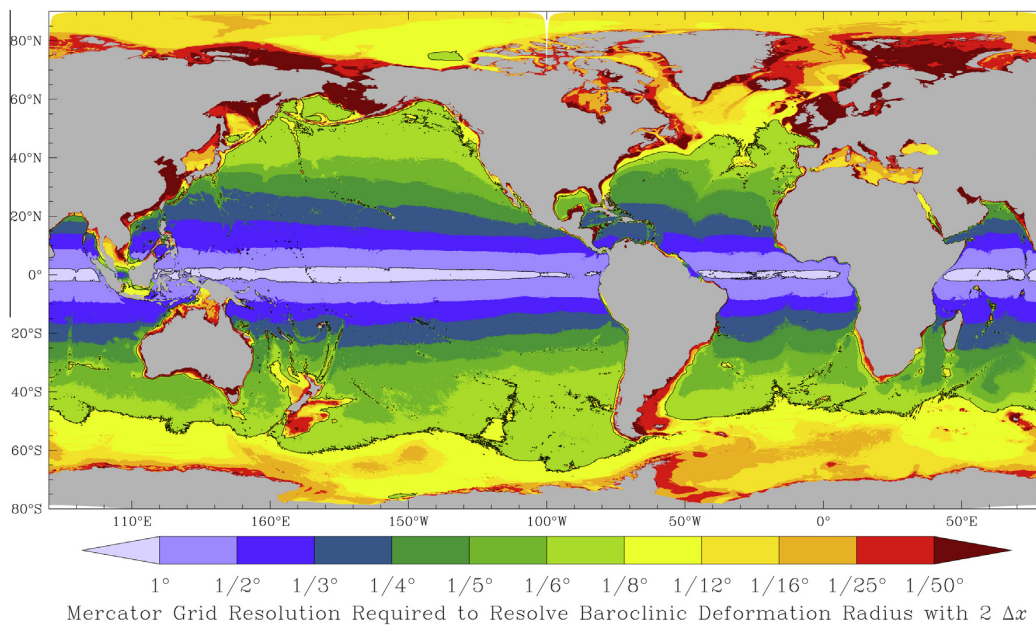 80°N
60°N
40°N
20°N
0°
20°S
40°S
60°S
80°S
110°E 160°E 150°W 100°W 50°W 0° 50°E
1° 1/2° 1/3° 1/4° 1/5° 1/6° 1/8° 1/12° 1/16° 1/25° 1/50°
Mercator Grid Resolution Required to Resolve Baroclinic Deformation Radius with 2 Δx